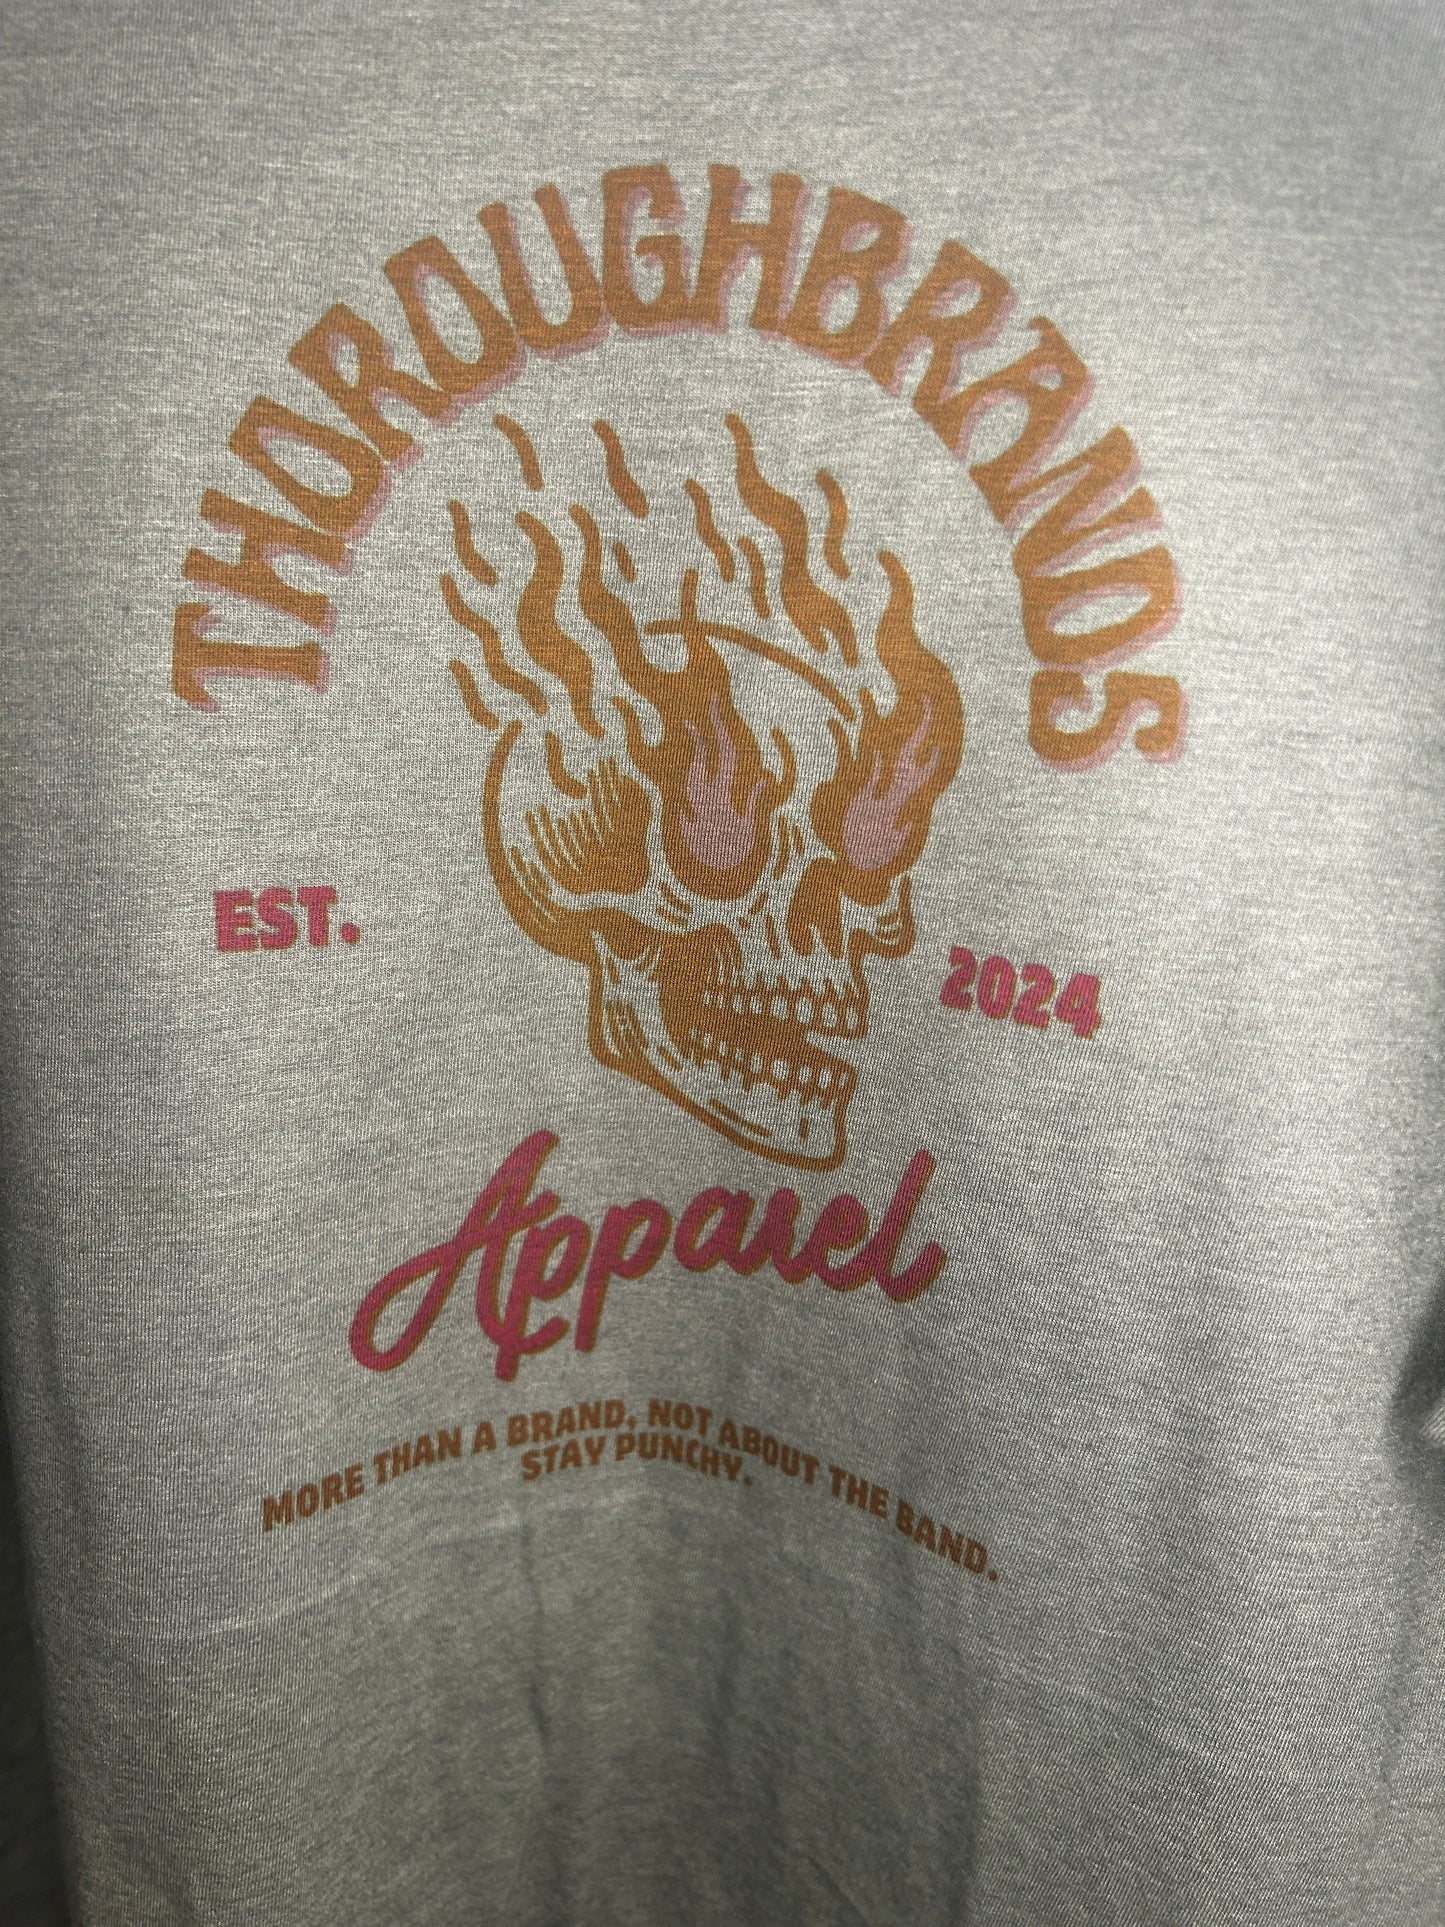 THOROUGHBRANDS
EST. 2024
Apparel
MORE THAN A BRAND, NOT ABOUT THE BAND.
STAY PUNCHY.